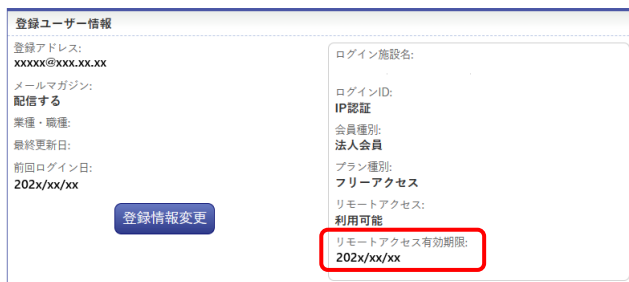 登録ユーザー情報
登録アドレス:
xxxxx@xxx.xx.xx
メールマガジン:
配信する
業種・職種:
最終更新日:
前回ログイン日:
202x/xx/xx
登録情報変更
ログイン施設名:
ログインID:
IP認証
会員種別:
法人会員
プラン種別:
フリーアクセス
リモートアクセス:
利用可能
リモートアクセス有効期限:
202x/xx/xx